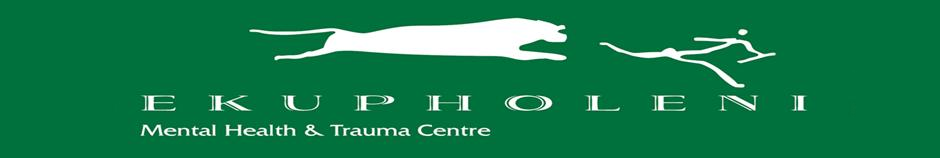 EKUPHOLENI
Mental Health & Trauma Centre